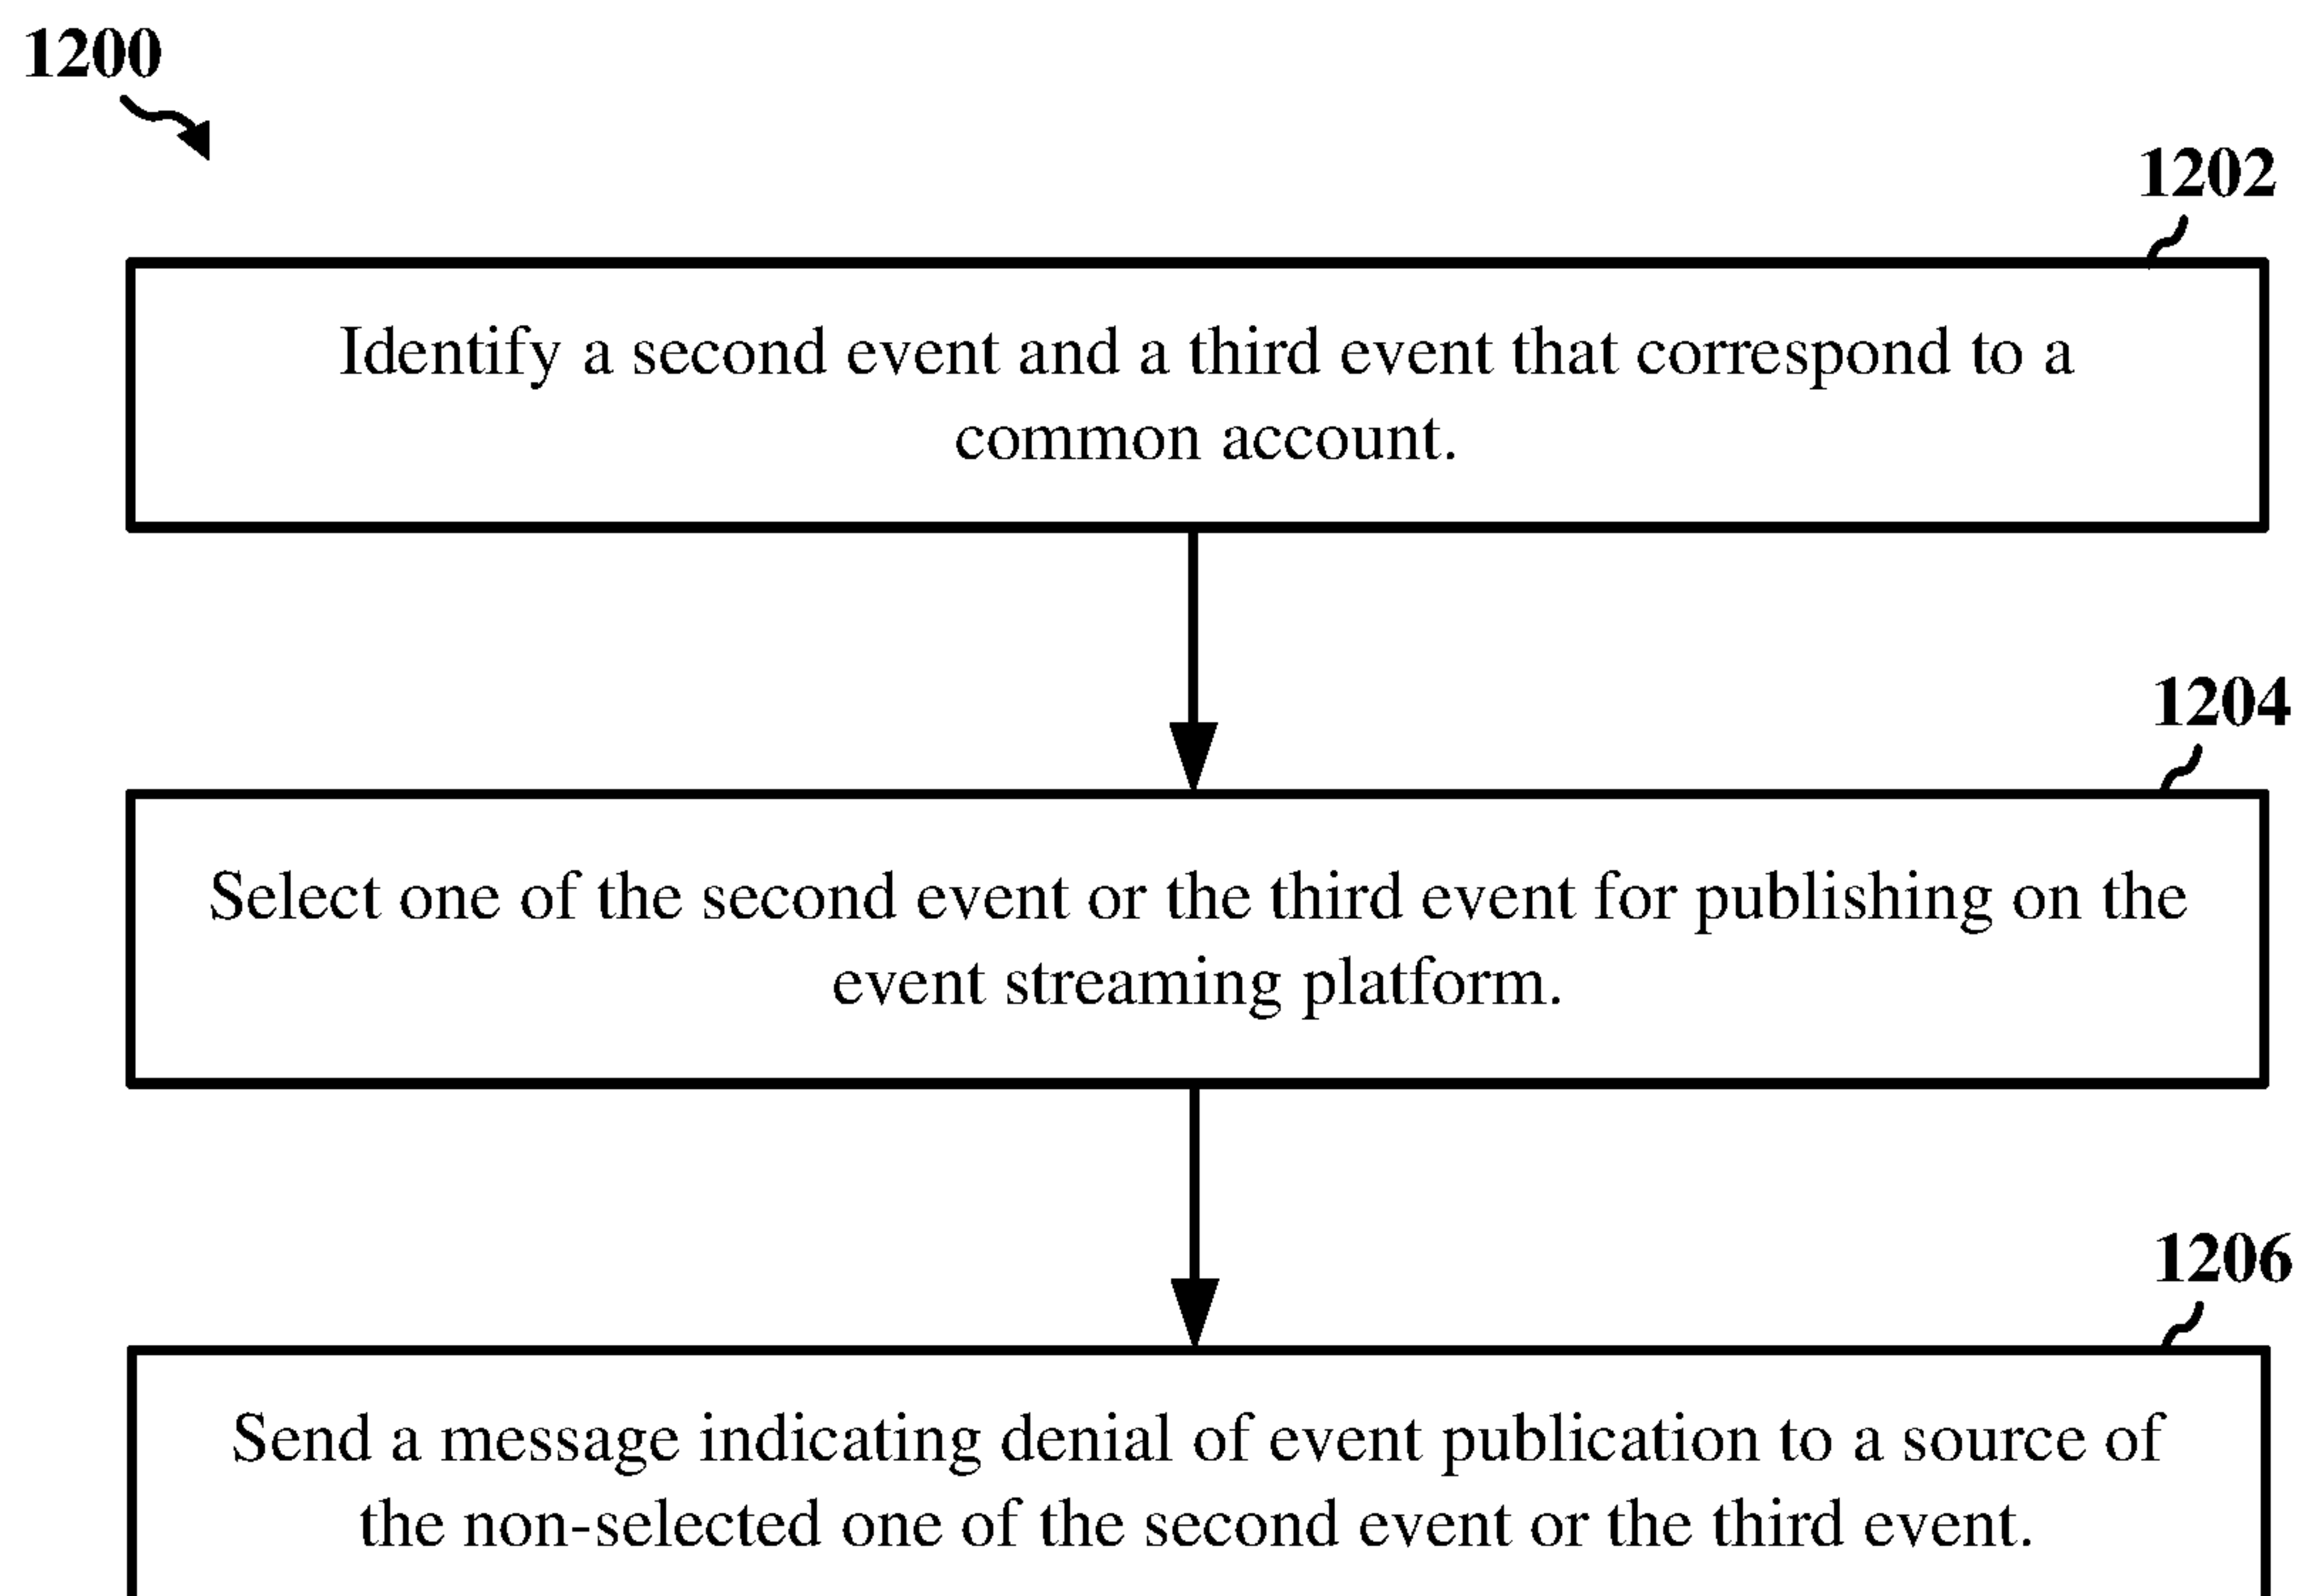 1200
1202
Identify a second event and a third event that correspond to a
common account.
1204
Select one of the second event or the third event for publishing on the
event streaming platform.
1206
Send a message indicating denial of event publication to a source of
the non-selected one of the second event or the third event.